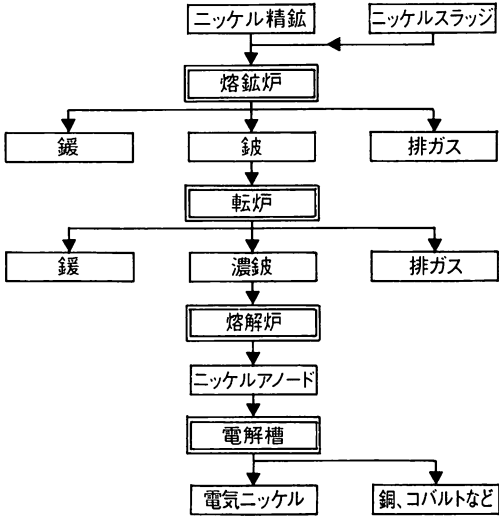 ニッケル精鉱
ニッケルスラッジ
熔鉱炉
鍰
鈹
排ガス
転炉
鍰
濃鈹
排ガス
熔解炉
ニッケルアノード
電解槽
電気ニッケル
銅、コバルトなど